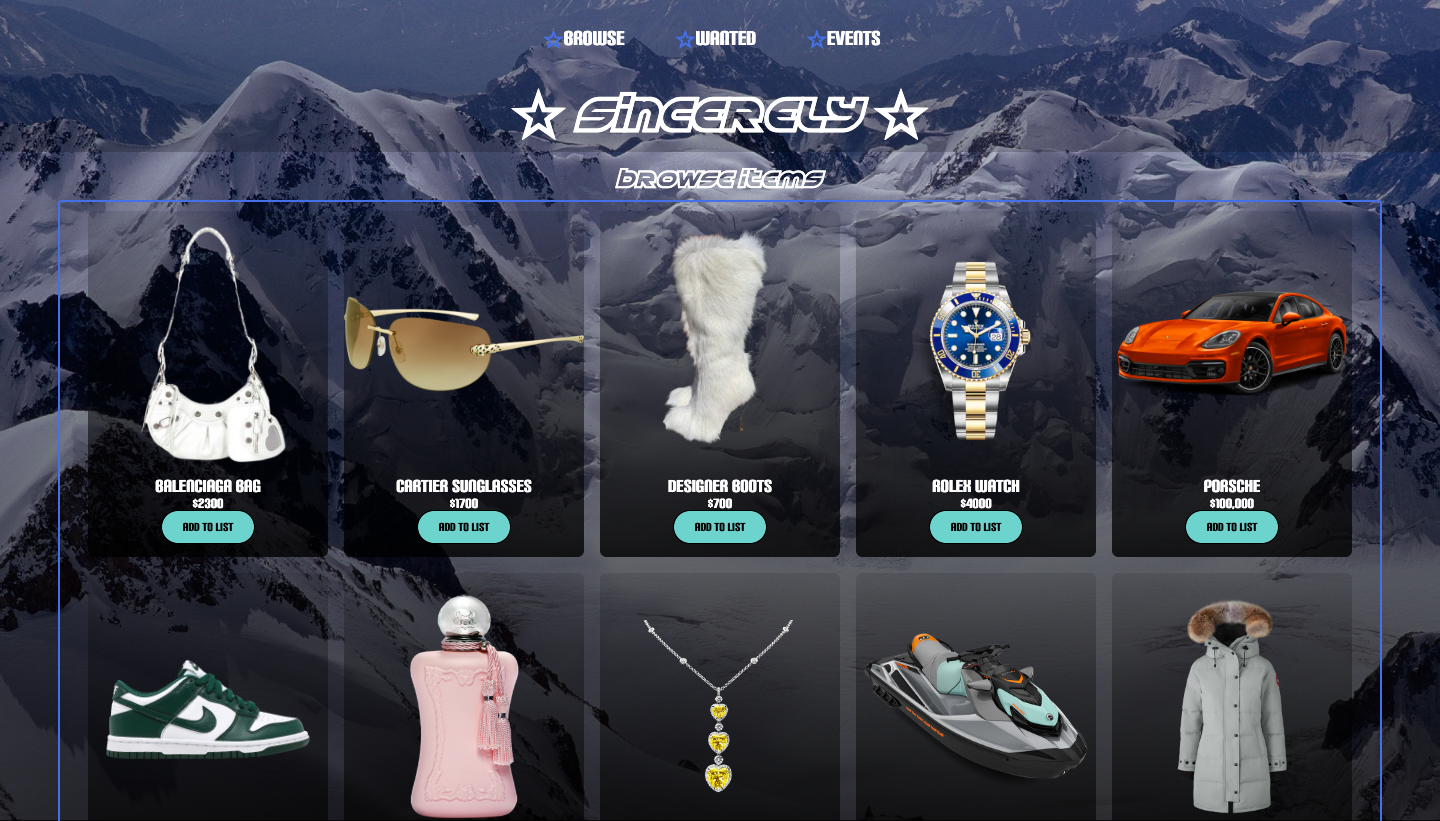 BROWSE WANTED EVENTS
SINCERELY
BROWSE ITEMS
BALENCIAGA BAG
$2300
ADD TO LIST
CARTIER SUNGLASSES
$1700
ADD TO LIST
DESIGNER BOOTS
$700
ADD TO LIST
ROLEX WATCH
$4000
ADD TO LIST
PORSCHE
$100,000
ADD TO LIST